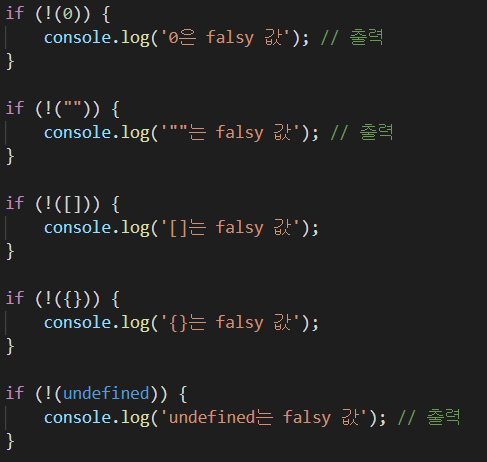 if (!(0)) {
    console.log('0은 falsy 값'); // 출력
}

if (!("")) {
    console.log('""는 falsy 값'); // 출력
}

if (!([])) {
    console.log('[]는 falsy 값');
}

if (!({})) {
    console.log('{}는 falsy 값');
}

if (!(undefined)) {
    console.log('undefined는 falsy 값'); // 출력
}